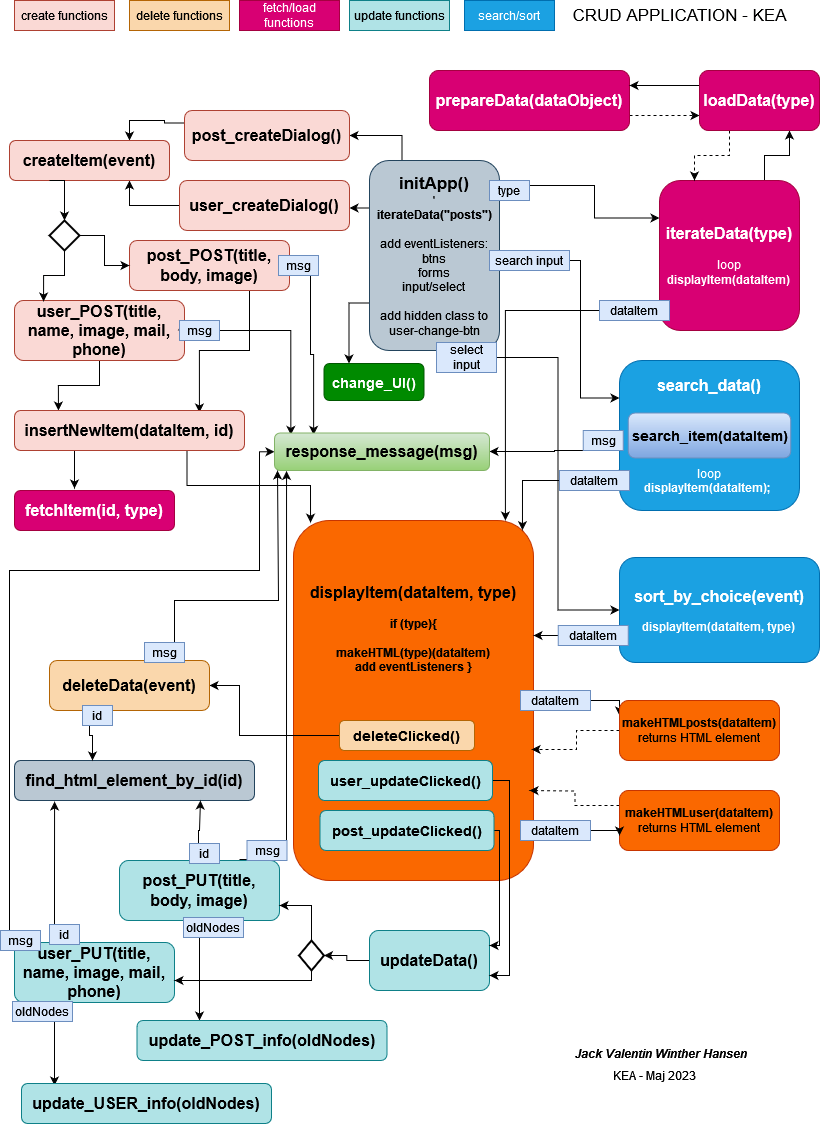 create functions
delete functions
fetch/load
functions
update functions
search/sort
CRUD APPLICATION - KEA
prepareData(dataObject)
loadData(type)
post_createDialog()
createItem(event)
user_createDialog()
initApp()
iterateData("posts")
add eventListeners:
btns
forms
input/select
add hidden class to
user-change-btn
type
search input
select
input
iterateData(type)
loop
displayItem(dataItem)
dataItem
post_POST(title,
body, image)
msg
user_POST(title,
name, image, mail,
phone)
msg
change_UI()
search_data()
search_item(dataItem)
loop
displayItem(dataItem);
msg
dataItem
insertNewItem(dataItem, id)
response_message(msg)
fetchItem(id, type)
displayItem(dataItem, type)
if (type){
makeHTML(type)(dataItem)
add eventListeners }
sort_by_choice(event)
displayItem(dataItem, type)
dataItem
msg
deleteData(event)
id
deleteClicked()
user_updateClicked()
post_updateClicked()
dataItem
makeHTMLposts(dataItem)
returns HTML element
makeHTMLuser(dataItem)
returns HTML element
dataItem
find_html_element_by_id(id)
id
msg
post_PUT(title,
body, image)
oldNodes
msg
id
user_PUT(title,
name, image, mail,
phone)
oldNodes
updateData()
update_POST_info(oldNodes)
update_USER_info(oldNodes)
Jack Valentin Winther Hansen
KEA - Maj 2023